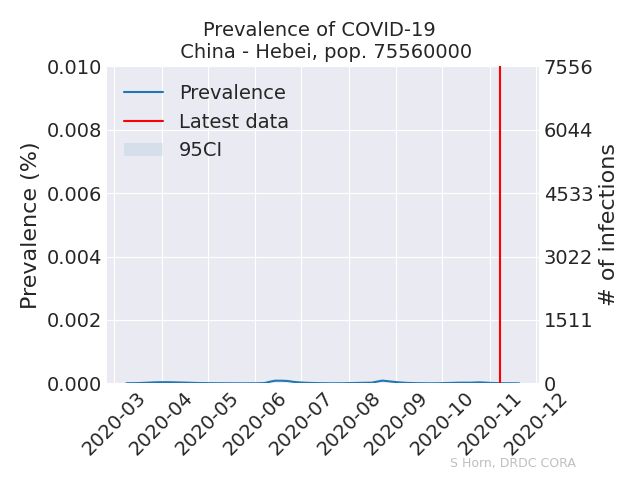 Prevalence of COVID-19
China - Hebei, pop. 75560000
Prevalence
Latest data
95CI
Prevalence (%)
0.010
0.008
0.006
0.004
0.002
0.000
7556
6044
4533
3022
1511
0
# of infections
2020-03
2020-04
2020-05
2020-06
2020-07
2020-08
2020-09
2020-10
2020-11
2020-12
S Horn, DRDC CORA